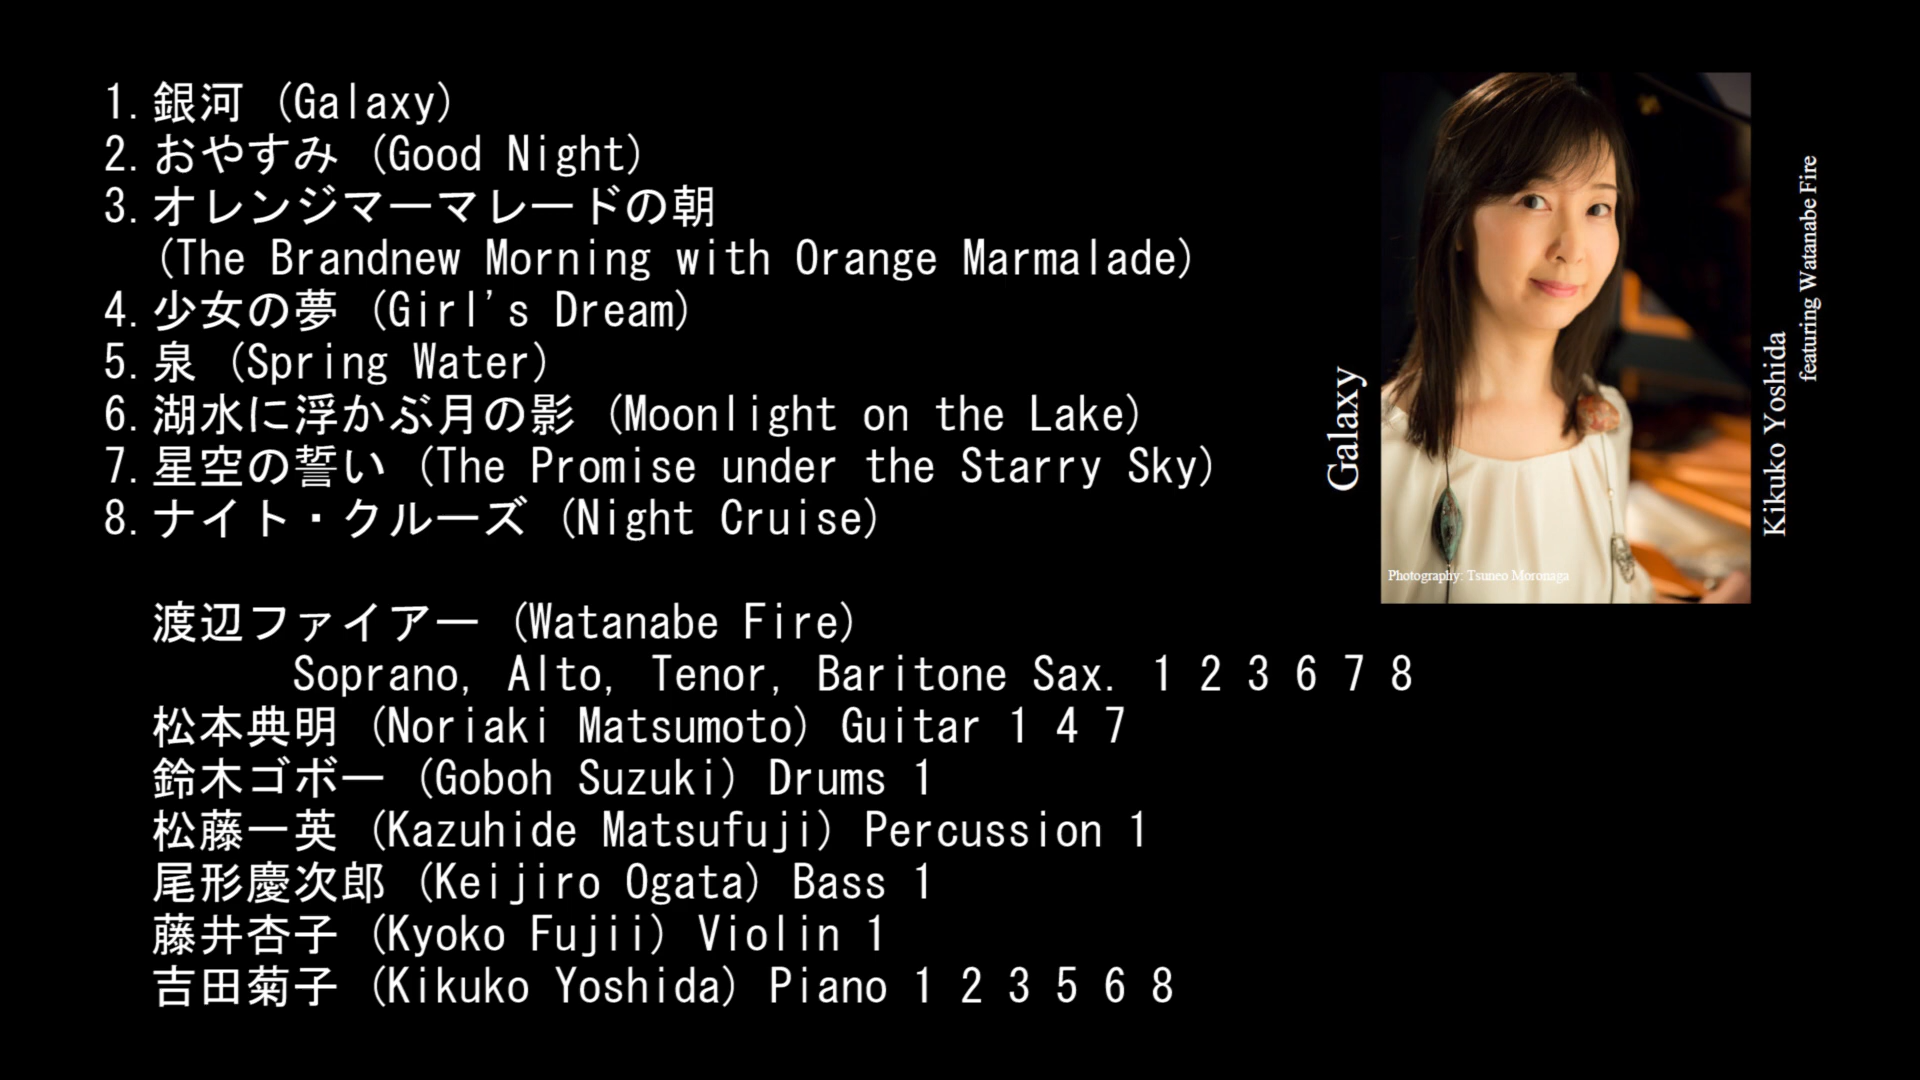 1. 銀河 (Galaxy)
2. おやすみ (Good Night)
3. オレンジマーマレードの朝
(The Brandnew Morning with Orange Marmalade)
4. 少女の夢 (Girl's Dream)
5. 泉 (Spring Water)
6. 湖水に浮かぶ月の影 (Moonlight on the Lake)
7. 星空の誓い (The Promise under the Starry Sky)
8. ナイト・クルーズ (Night Cruise)
渡辺ファイアー (Watanabe Fire)
Soprano, Alto, Tenor, Baritone Sax. 1 2 3 6 7 8
松本典明 (Noriaki Matsumoto) Guitar 1 4 7
鈴木ゴボー (Goboh Suzuki) Drums 1
松藤一英 (Kazuhide Matsufuji) Percussion 1
尾形慶次郎 (Keijiro Ogata) Bass 1
藤井杏子 (Kyoko Fujii) Violin 1
吉田菊子 (Kikuko Yoshida) Piano 1 2 3 5 6 8
Galaxy
Photography: Tsuneo Moronaga
Kikuko Yoshida
featuring Watanabe Fire